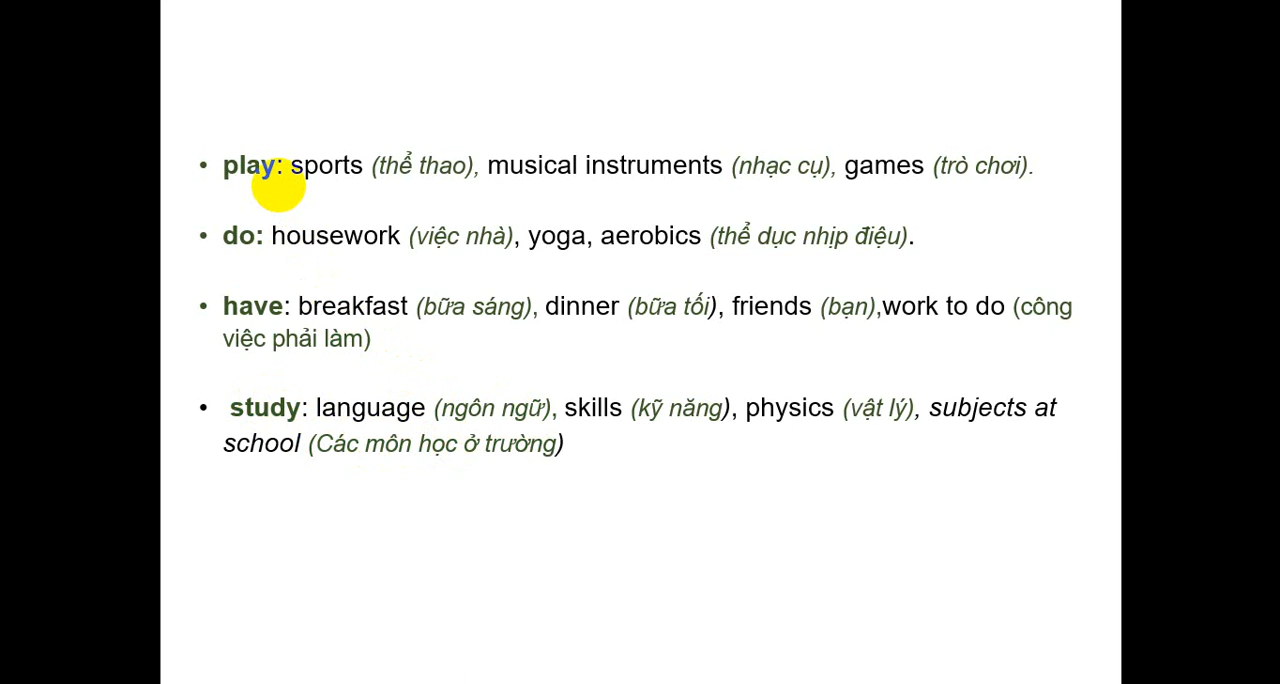 • play: sports (thể thao), musical instruments (nhạc cụ), games (trò chơi).
• do: housework (việc nhà), yoga, aerobics (thể dục nhịp điệu).
• have: breakfast (bữa sáng), dinner (bữa tối), friends (bạn),work to do (công
việc phải làm)
• study: language (ngôn ngữ), skills (kỹ năng), physics (vật lý), subjects at
school (Các môn học ở trường)